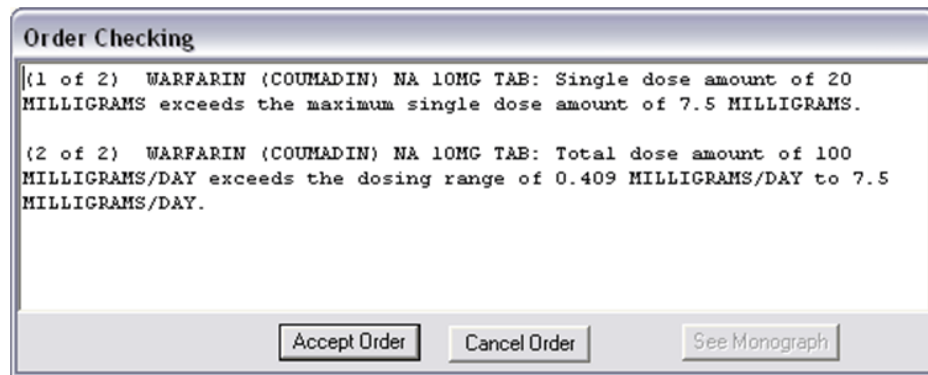 Order Checking
(1 of 2)  WARFARIN (COUMADIN) NA 10MG TAB: Single dose amount of 20
MILLIGRAMS exceeds the maximum single dose amount of 7.5 MILLIGRAMS.
(2 of 2)  WARFARIN (COUMADIN) NA 10MG TAB: Total dose amount of 100
MILLIGRAMS/DAY exceeds the dosing range of 0.409 MILLIGRAMS/DAY to 7.5
MILLIGRAMS/DAY.
Accept Order Cancel Order See Monograph